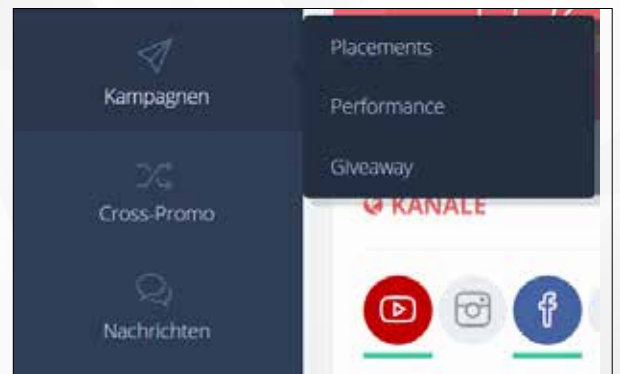 Kampagnen
Placements
Performance
Giveaway
Cross-Promo
Nachrichten
KANÄLE